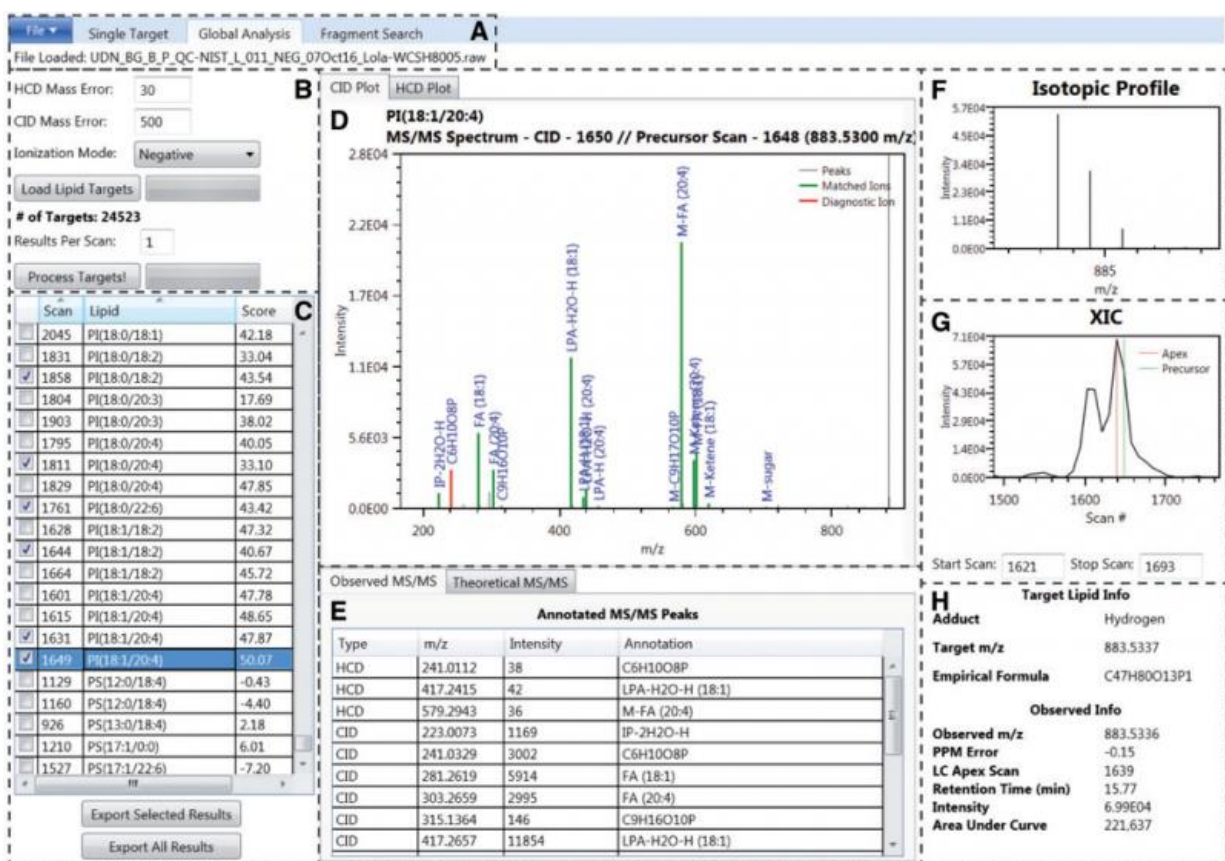 File Single Target Global Analysis Fragment Search A
File Loaded: UDN_BG_B_P_QC-NIST_L_011_NEG_07Oct16_Lola-WCSH8005.raw
B
HCD Mass Error: 30
CID Mass Error: 500
Ionization Mode: Negative
Load Lipid Targets
# of Targets: 24523
Results Per Scan: 1
Process Targets!
Scan Lipid Score C
2045 PI(18:0/18:1) 42.18
1831 PI(18:0/18:2) 33.04
1858 PI(18:0/18:2) 43.54
1804 PI(18:0/20:3) 17.69
1903 PI(18:0/20:3) 38.02
1795 PI(18:0/20:4) 40.05
1811 PI(18:0/20:4) 33.10
1829 PI(18:0/20:4) 47.85
1761 PI(18:0/22:6) 43.42
1628 PI(18:1/18:2) 47.32
1644 PI(18:1/18:2) 40.67
1664 PI(18:1/18:2) 45.72
1601 PI(18:1/20:4) 47.78
1615 PI(18:1/20:4) 48.65
1631 PI(18:1/20:4) 47.87
1649 PI(18:1/20:4) 50.07
1129 PS(12:0/18:4) -0.43
1160 PS(12:0/18:4) -4.40
926 PS(13:0/18:4) 2.18
1210 PS(17:1/0:0) 6.01
1527 PS(17:1/22:6) -7.20
Export Selected Results
Export All Results
CID Plot HCD Plot
D PI(18:1/20:4)
MS/MS Spectrum - CID - 1650 // Precursor Scan - 1648 (883.5300 m/z)
2.8E04
2.2E04
1.7E04
1.1E04
5.6E03
0.0E00
Intensity
Peaks
Matched Ions
Diagnostic Ion
IP-2H2O-H
C6H10O8P
FA (18:1)
FA (20:4)
C9H16O10P
LPA-H2O-H (18:1)
LPA-H (20:4)
M-C9H17O10P
M-FA (20:4)
M-Ketene (18:1)
M-sugar
200 400 600 800
m/z
Observed MS/MS Theoretical MS/MS
E Annotated MS/MS Peaks
Type m/z Intensity Annotation
HCD 241.0112 38 C6H10O8P
HCD 417.2415 42 LPA-H2O-H (18:1)
HCD 579.2943 36 M-FA (20:4)
CID 223.0073 1169 IP-2H2O-H
CID 241.0329 3002 C6H10O8P
CID 281.2619 5914 FA (18:1)
CID 303.2659 2995 FA (20:4)
CID 315.1364 146 C9H16O10P
CID 417.2657 11854 LPA-H2O-H (18:1)
F Isotopic Profile
5.7E04
4.5E04
3.4E04
2.3E04
1.1E04
0.0E00
Intensity
885
m/z
G XIC
7.1E04
5.7E04
4.3E04
2.9E04
1.4E04
0.0E00
Intensity
Apex
Precursor
1500 1600 1700
Scan #
Start Scan: 1621 Stop Scan: 1693
H Target Lipid Info
Adduct Hydrogen
Target m/z 883.5337
Empirical Formula C47H80O13P1
Observed Info
Observed m/z 883.5336
PPM Error -0.15
LC Apex Scan 1639
Retention Time (min) 15.77
Intensity 6.99E04
Area Under Curve 221,637